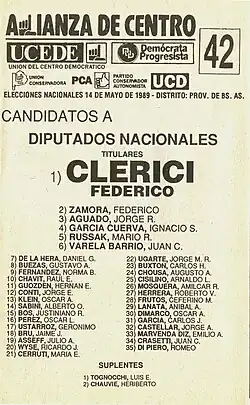 ALIANZA DE CENTRO
UCEDE
UNION DEL CENTRO DEMOCRATICO
Demócrata
Progresista
42
UNION
CONSERVADORA
PCA
PARTIDO
CONSERVADOR
AUTONOMISTA
UCD
ELECCIONES NACIONALES 14 DE MAYO DE 1989 - DISTRITO: PROV. DE BS. AS.
CANDIDATOS A
DIPUTADOS NACIONALES
TITULARES
1) CLERICI
FEDERICO
2) ZAMORA, FEDERICO
3) AGUADO, JORGE R.
4) GARCIA CUERVA, IGNACIO S.
5) RUSSAK, MARIO R.
6) VARELA BARRIO, JUAN C.
7) DE LA HERA, DANIEL G.
8) BUEZAS, GUSTAVO A.
9) FERNANDEZ, NORMA B.
10) CHAVIT, RAUL E.
11) GUOZDEN, HERNAN E.
12) CONTI, JORGE E.
13) KLEIN, OSCAR A.
14) SABINI, ALBERTO O.
15) BOS, JUSTINIANO R.
16) PEREZ, OSCAR L.
17) USTARROZ, GERONIMO
18) BRU, JAIME J.
19) ASSEFF, JULIO A.
20) WYSE, RICARDO J.
21) CERRUTI, MARIA E.
22) UGARTE, JORGE M. R.
23) BUXTON, CARLOS H.
24) CHOUSA, AUGUSTO A.
25) CISILINO, ARNALDO L.
26) MOSQUERA, AMILCAR R.
27) HERRERA, ROBERTO V.
28) FRUTOS, CEFERINO M.
29) LANATA, ANIBAL A.
30) DIMARCO, OSCAR A.
31) GARCIA, CARLOS J.
32) CASTELLAR, JORGE A.
33) MARVENDA DIZ, EMILIO A.
34) CRASETTI, JUAN C.
35) DI PIERO, ROMEO
SUPLENTES
1) TOGNOCCHI, LUIS E.
2) CHAUVIE, HERIBERTO